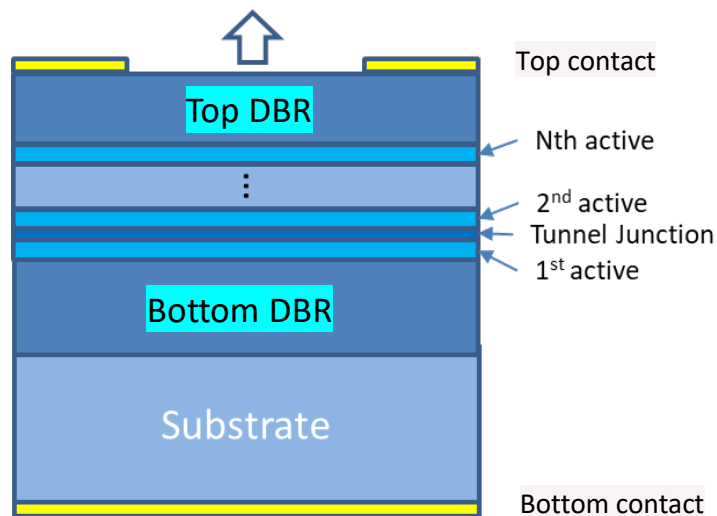 Top contact
Top DBR
Nth active
⋮
2nd active
Tunnel Junction
1st active
Bottom DBR
Substrate
Bottom contact